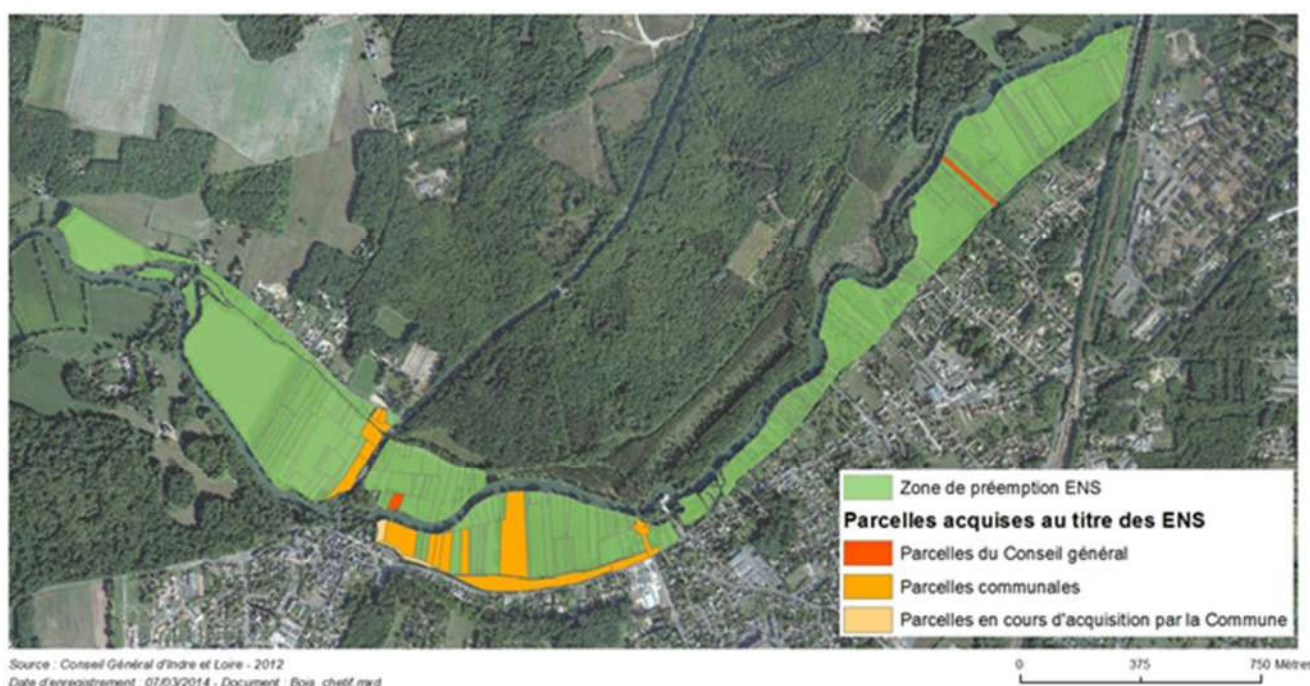 Zone de préemption ENS
Parcelles acquises au titre des ENS
Parcelles du Conseil général
Parcelles communales
Parcelles en cours d'acquisition par la Commune
Source : Conseil Général d'Indre et Loire - 2012
Date d'enregistrement : 07/03/2014 - Document : Bois_chetif.mxd
0 375 750 Mètres